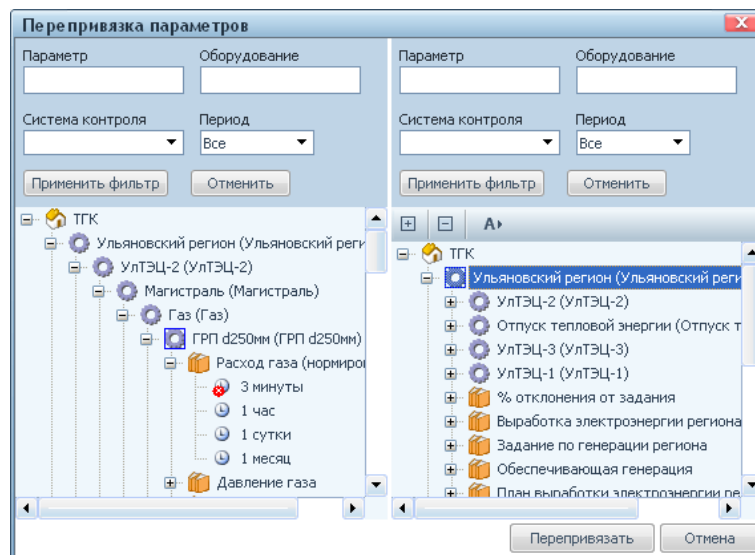 Перепривязка параметров
Параметр Оборудование
Система контроля Период
Все
Применить фильтр Отменить
ТГК
Ульяновский регион (Ульяновский реги
УлТЭЦ-2 (УлТЭЦ-2)
Магистраль (Магистраль)
Газ (Газ)
ГРП d250мм (ГРП d250мм)
Расход газа (нормиро
3 минуты
1 час
1 сутки
1 месяц
Давление газа
Параметр Оборудование
Система контроля Период
Все
Применить фильтр Отменить
А
ТГК
Ульяновский регион (Ульяновский реги
УлТЭЦ-2 (УлТЭЦ-2)
Отпуск тепловой энергии (Отпуск т
УлТЭЦ-3 (УлТЭЦ-3)
УлТЭЦ-1 (УлТЭЦ-1)
% отклонения от задания
Выработка электроэнергии региона
Задание по генерации региона
Обеспечивающая генерация
План выработки электроэнергии ре
Перепривязать Отмена